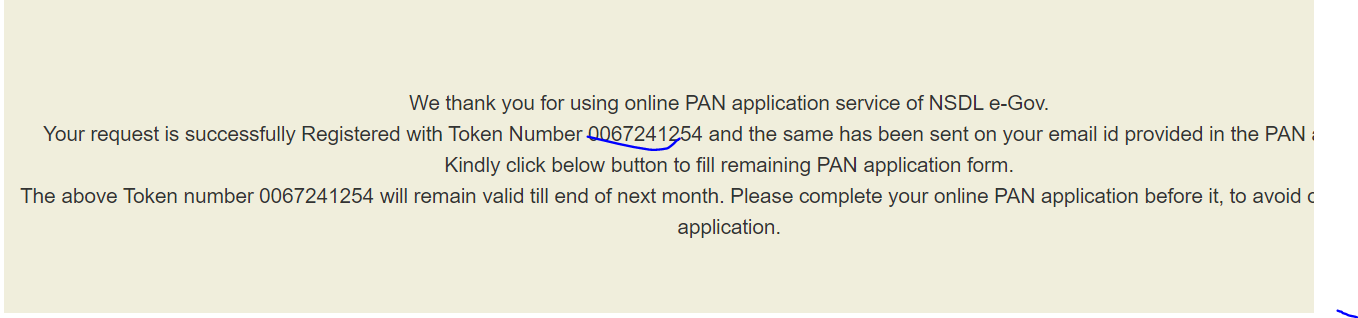 We thank you for using online PAN application service of NSDL e-Gov.
Your request is successfully Registered with Token Number 0067241254 and the same has been sent on your email id provided in the PAN
Kindly click below button to fill remaining PAN application form.
The above Token number 0067241254 will remain valid till end of next month. Please complete your online PAN application before it, to avoid
application.